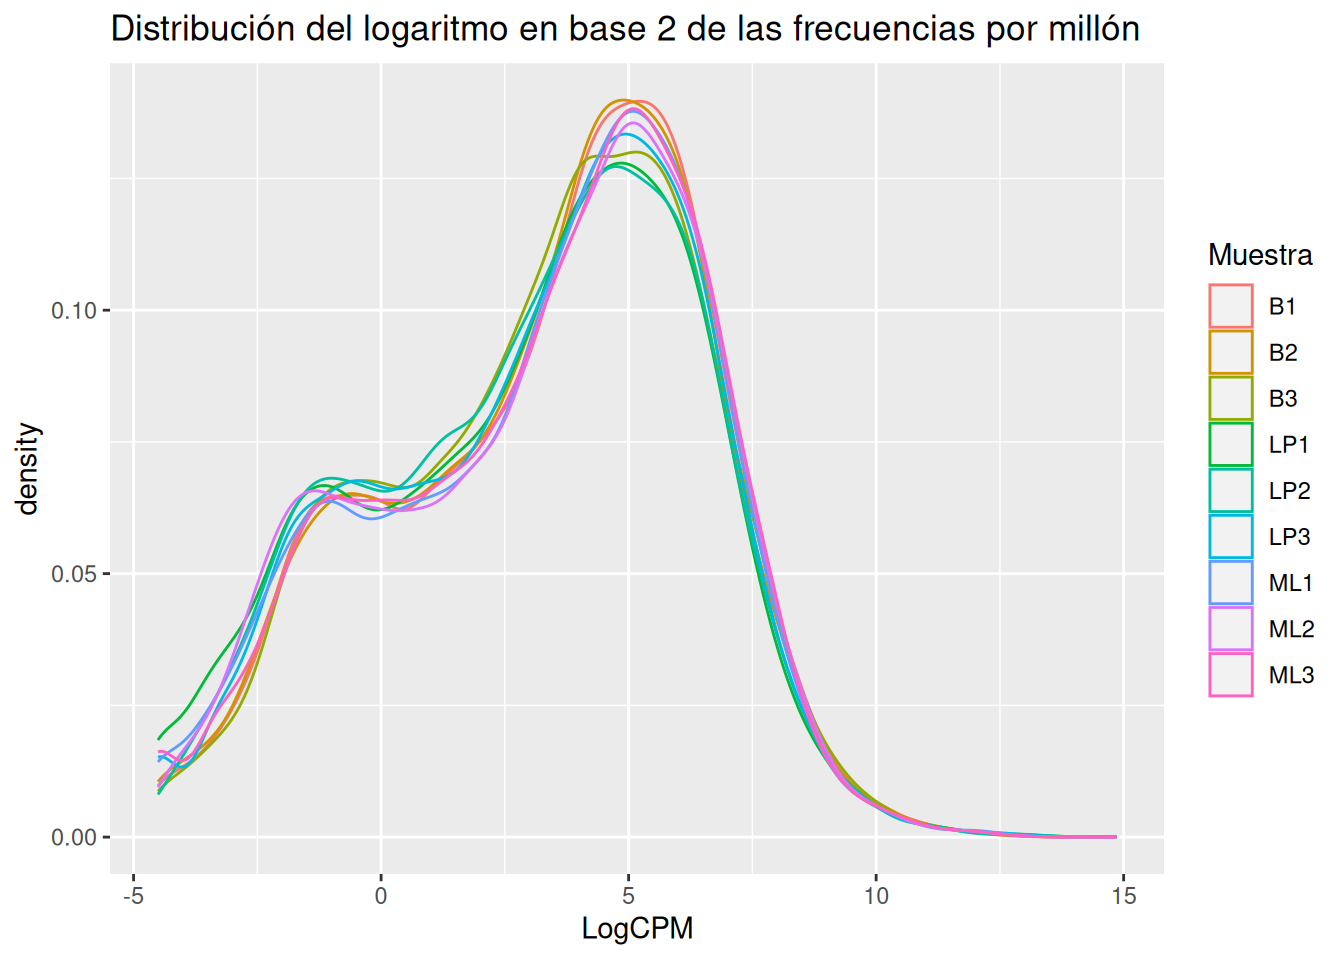 Distribución del logaritmo en base 2 de las frecuencias por millón
density
0.10
0.05
0.00
-5
0
5
10
15
LogCPM
Muestra
B1
B2
B3
LP1
LP2
LP3
ML1
ML2
ML3